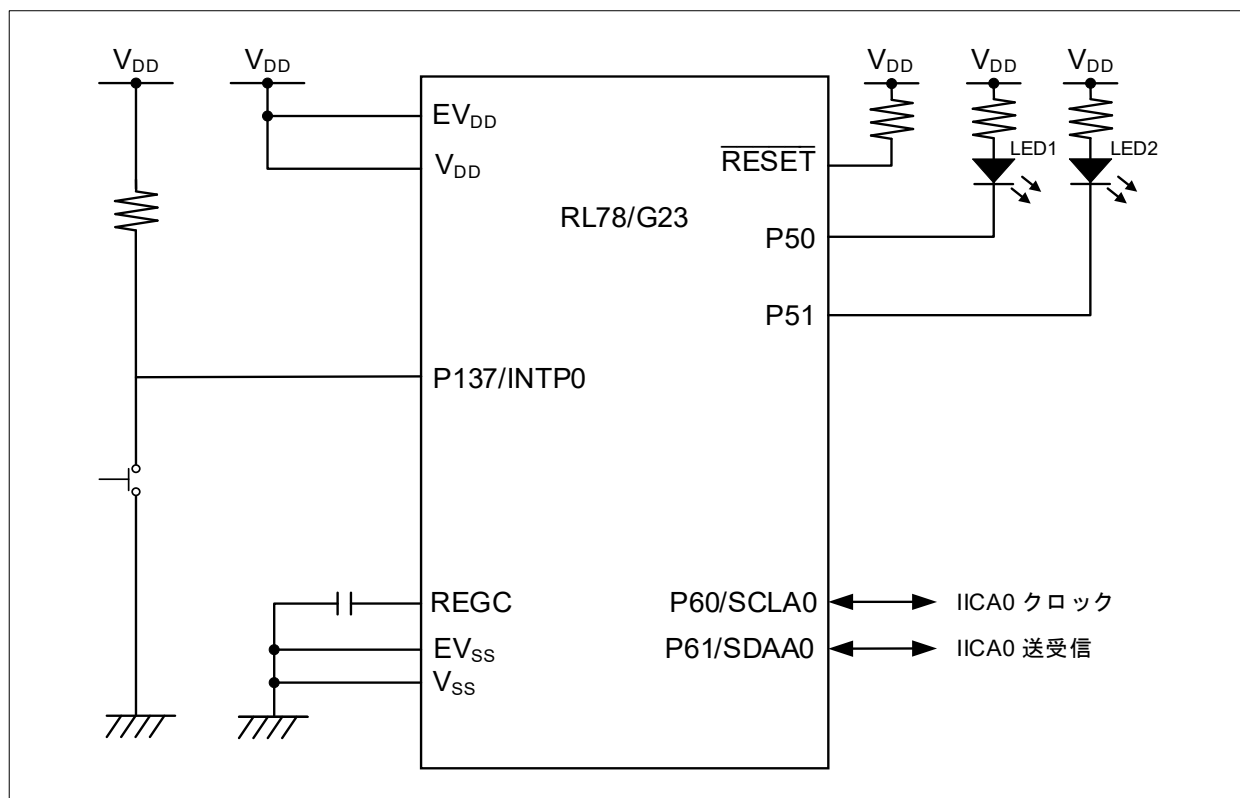 VDD
VDD
VDD
VDD
VDD
EVDD
VDD
RESET
LED1
LED2
RL78/G23
P50
P51
P137/INTP0
REGC
P60/SCLA0
IICA0 クロック
EVSS
P61/SDAA0
IICA0 送受信
VSS